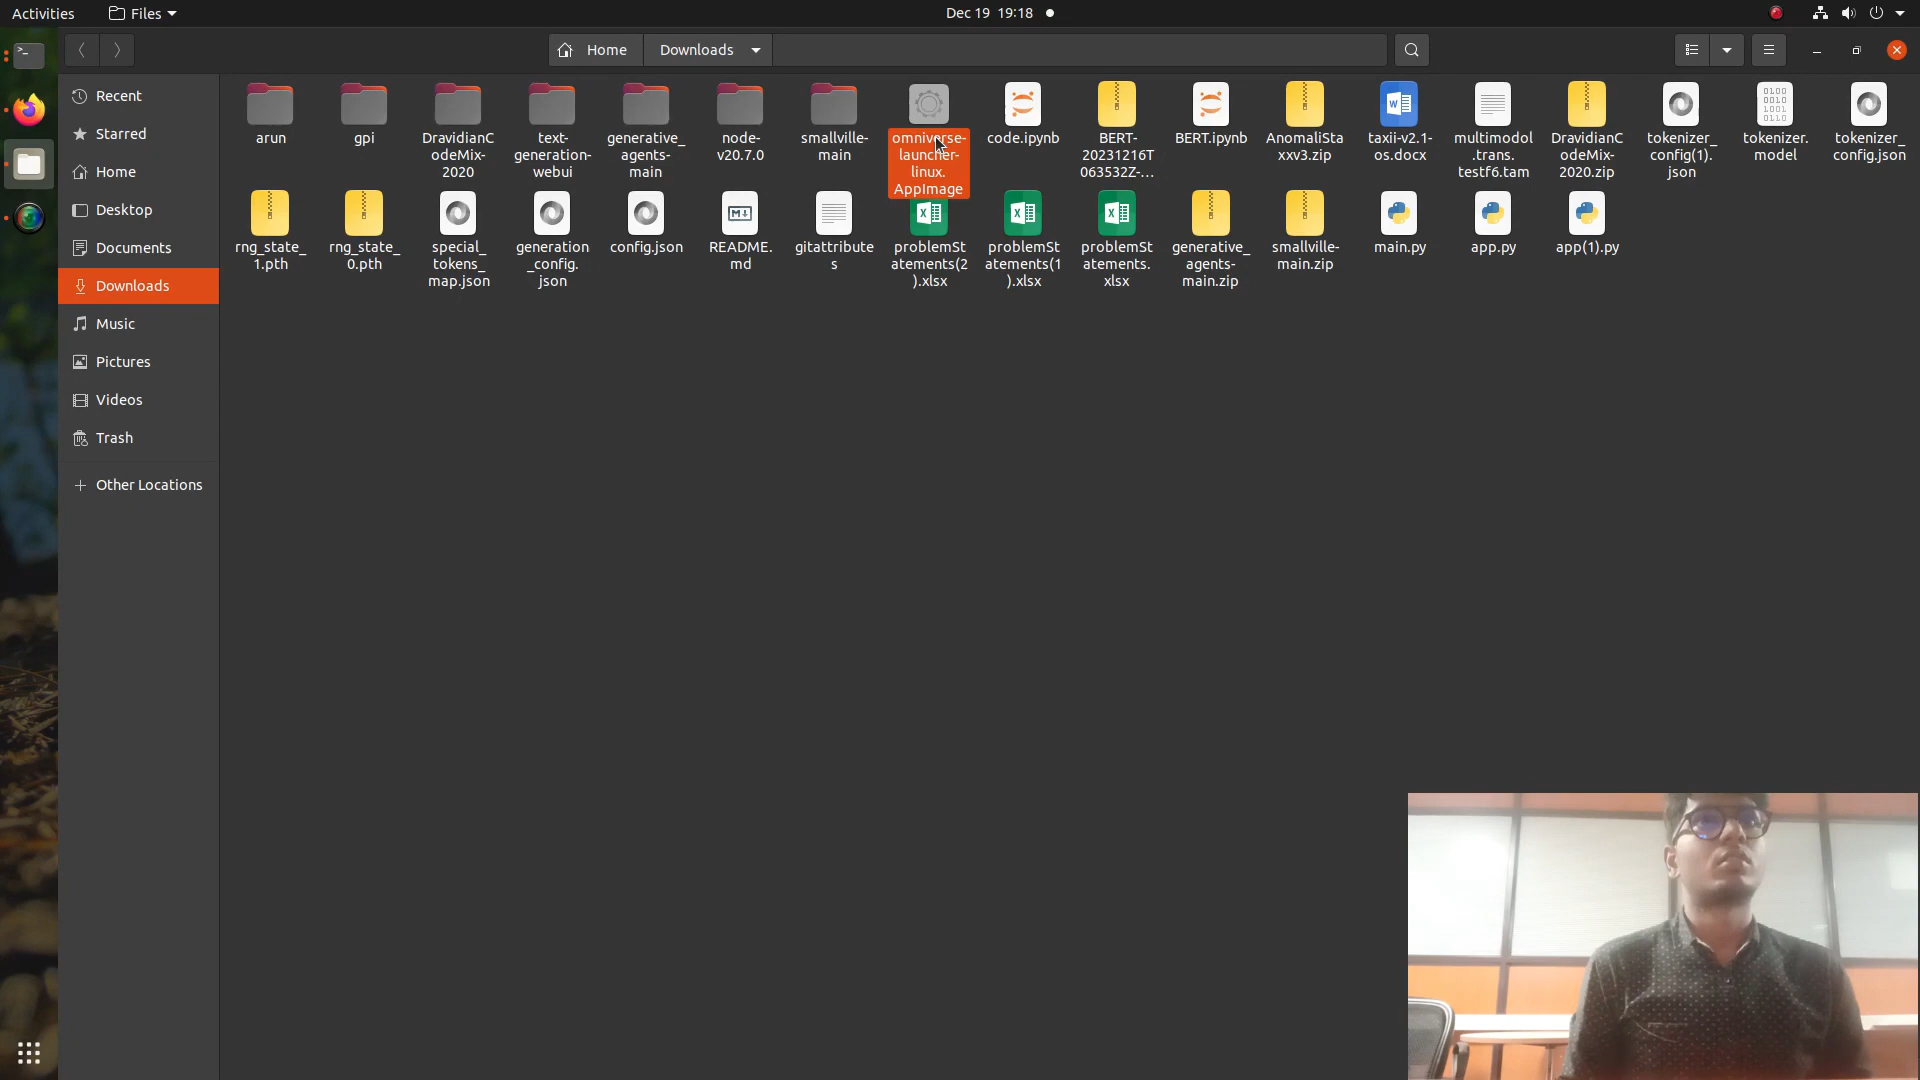 Activities
Files
Dec 19 19:18
Home
Downloads
Recent
Starred
Home
Desktop
Documents
Downloads
Music
Pictures
Videos
Trash
Other Locations
arun
gpi
DravidianC
odeMix-
2020
text-
generation-
webui
generative_
agents-
main
node-
v20.7.0
smallville-
main
omniverse-
launcher-
linux.
AppImage
code.ipynb
BERT-
20231216T
063532Z-...
BERT.ipynb
AnomaliSta
xxv3.zip
taxii-v2.1-
os.docx
multimodol
.trans.
testf6.tam
DravidianC
odeMix-
2020.zip
tokenizer_
config(1).
json
tokenizer.
model
tokenizer_
config.json
rng_state_
1.pth
rng_state_
0.pth
special_
tokens_
map.json
generation
_config.
json
config.json
README.
md
gitattribute
s
problemSt
atements(2
).xlsx
problemSt
atements(1
).xlsx
problemSt
atements.
xlsx
generative_
agents-
main.zip
smallville-
main.zip
main.py
app.py
app(1).py